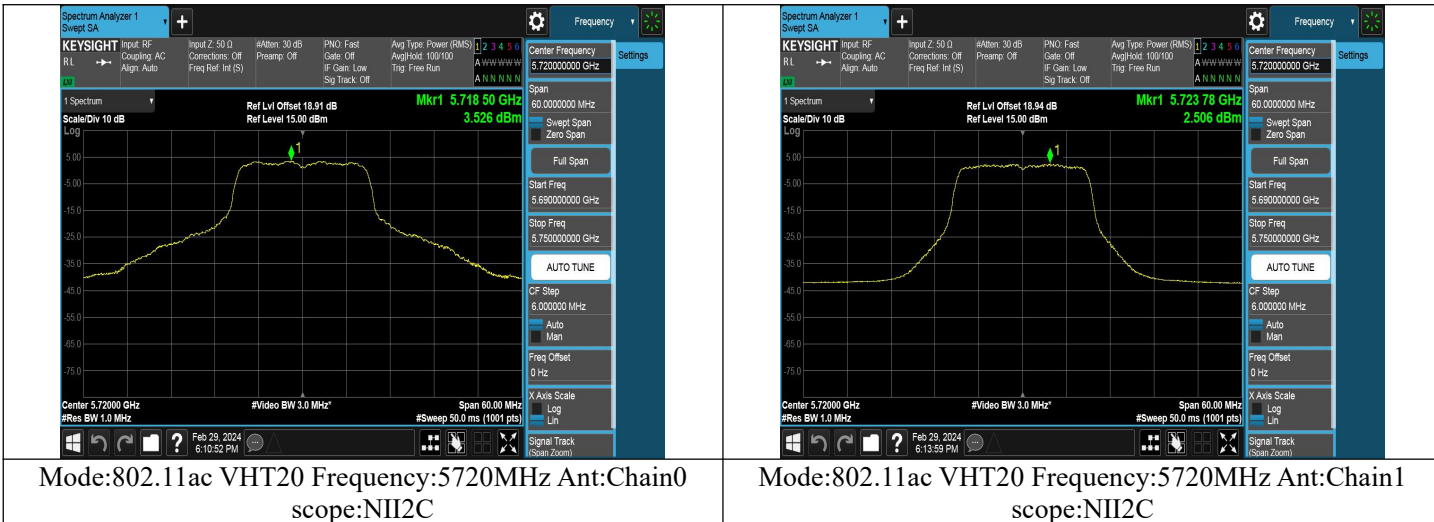 Spectrum Analyzer 1
Swept SA
Frequency
KEYSIGHT
R L
LXI
Input: RF
Coupling: AC
Align: Auto
Input Z: 50 Ω
Corrections: Off
Freq Ref: Int (S)
#Atten: 30 dB
Preamp: Off
PNO: Fast
Gate: Off
IF Gain: Low
Sig Track: Off
Avg Type: Power (RMS)
Avg|Hold: 100/100
Trig: Free Run
1 2 3 4 5 6
A W W W W W
A N N N N N
Center Frequency
5.720000000 GHz
Settings
1 Spectrum
Scale/Div 10 dB
Log
Ref Lvl Offset 18.91 dB
Ref Level 15.00 dBm
Mkr1 5.718 50 GHz
3.526 dBm
1
5.00
-5.00
-15.0
-25.0
-35.0
-45.0
-55.0
-65.0
-75.0
Span
60.0000000 MHz
Swept Span
Zero Span
Full Span
Start Freq
5.690000000 GHz
Stop Freq
5.750000000 GHz
AUTO TUNE
CF Step
6.000000 MHz
Auto
Man
Freq Offset
0 Hz
X Axis Scale
Log
Lin
Signal Track
(Span Zoom)
Center 5.72000 GHz
#Res BW 1.0 MHz
#Video BW 3.0 MHz*
Span 60.00 MHz
#Sweep 50.0 ms (1001 pts)
?
Feb 29, 2024
6:10:52 PM
Mode:802.11ac VHT20 Frequency:5720MHz Ant:Chain0
scope:NII2C
Spectrum Analyzer 1
Swept SA
Frequency
KEYSIGHT
R L
LXI
Input: RF
Coupling: AC
Align: Auto
Input Z: 50 Ω
Corrections: Off
Freq Ref: Int (S)
#Atten: 30 dB
Preamp: Off
PNO: Fast
Gate: Off
IF Gain: Low
Sig Track: Off
Avg Type: Power (RMS)
Avg|Hold: 100/100
Trig: Free Run
1 2 3 4 5 6
A W W W W W
A N N N N N
Center Frequency
5.720000000 GHz
Settings
1 Spectrum
Scale/Div 10 dB
Log
Ref Lvl Offset 18.94 dB
Ref Level 15.00 dBm
Mkr1 5.723 78 GHz
2.506 dBm
1
5.00
-5.00
-15.0
-25.0
-35.0
-45.0
-55.0
-65.0
-75.0
Span
60.0000000 MHz
Swept Span
Zero Span
Full Span
Start Freq
5.690000000 GHz
Stop Freq
5.750000000 GHz
AUTO TUNE
CF Step
6.000000 MHz
Auto
Man
Freq Offset
0 Hz
X Axis Scale
Log
Lin
Signal Track
(Span Zoom)
Center 5.72000 GHz
#Res BW 1.0 MHz
#Video BW 3.0 MHz*
Span 60.00 MHz
#Sweep 50.0 ms (1001 pts)
?
Feb 29, 2024
6:13:59 PM
Mode:802.11ac VHT20 Frequency:5720MHz Ant:Chain1
scope:NII2C